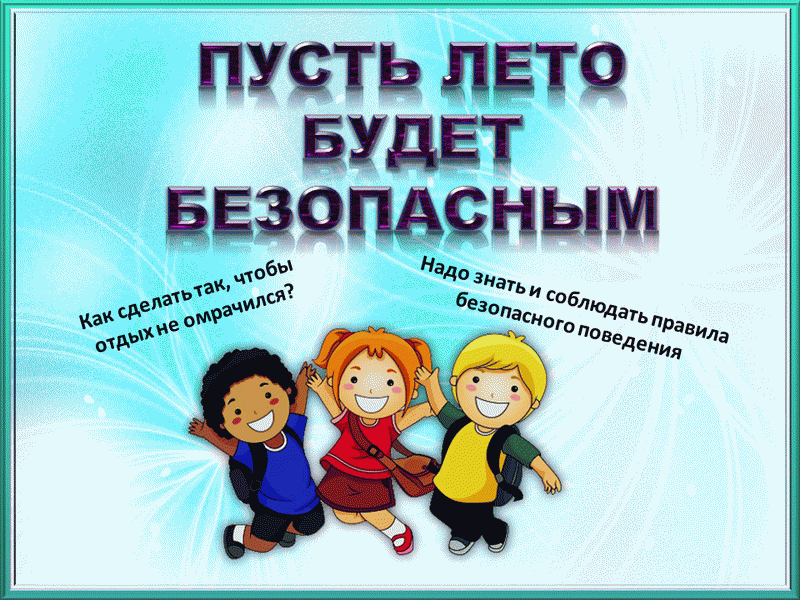 ПУСТЬ ЛЕТО
БУДЕТ
БЕЗОПАСНЫМ
Как сделать так, чтобы
отдых не омрачился?
Надо знать и соблюдать правила
безопасного поведения